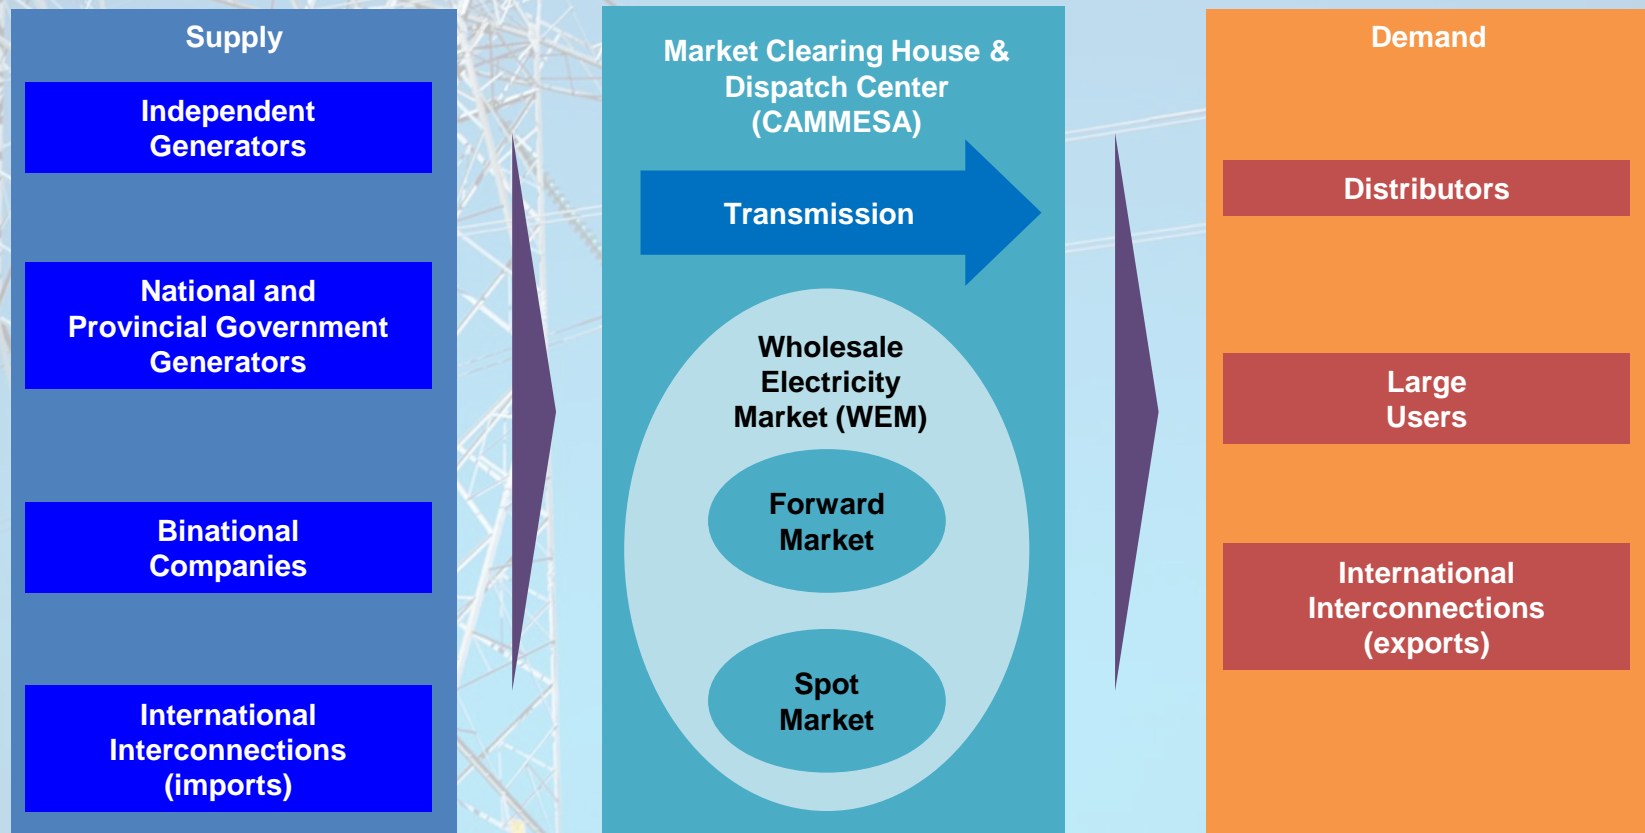 Supply
Independent
Generators
National and
Provincial Government
Generators
Binational
Companies
International
Interconnections
(imports)
Market Clearing House &
Dispatch Center
(CAMMESA)
Transmission
Wholesale
Electricity
Market (WEM)
Forward
Market
Spot
Market
Demand
Distributors
Large
Users
International
Interconnections
(exports)